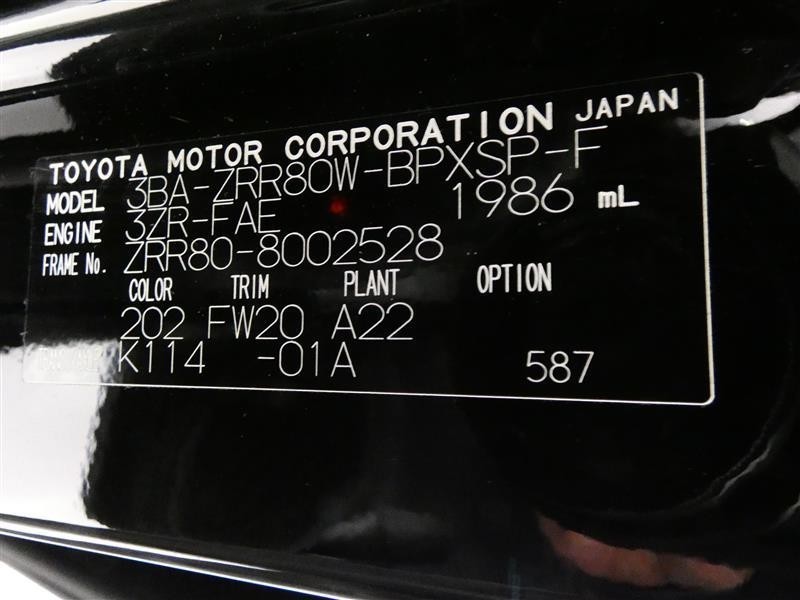 TOYOTA MOTOR CORPORATION JAPAN
MODEL 3BA-ZRR80W-BPXSP-F
ENGINE 3ZR-FAE 1986 mL
FRAME No. ZRR80-8002528
COLOR TRIM PLANT OPTION
202 FW20 A22
K114 -01A 587